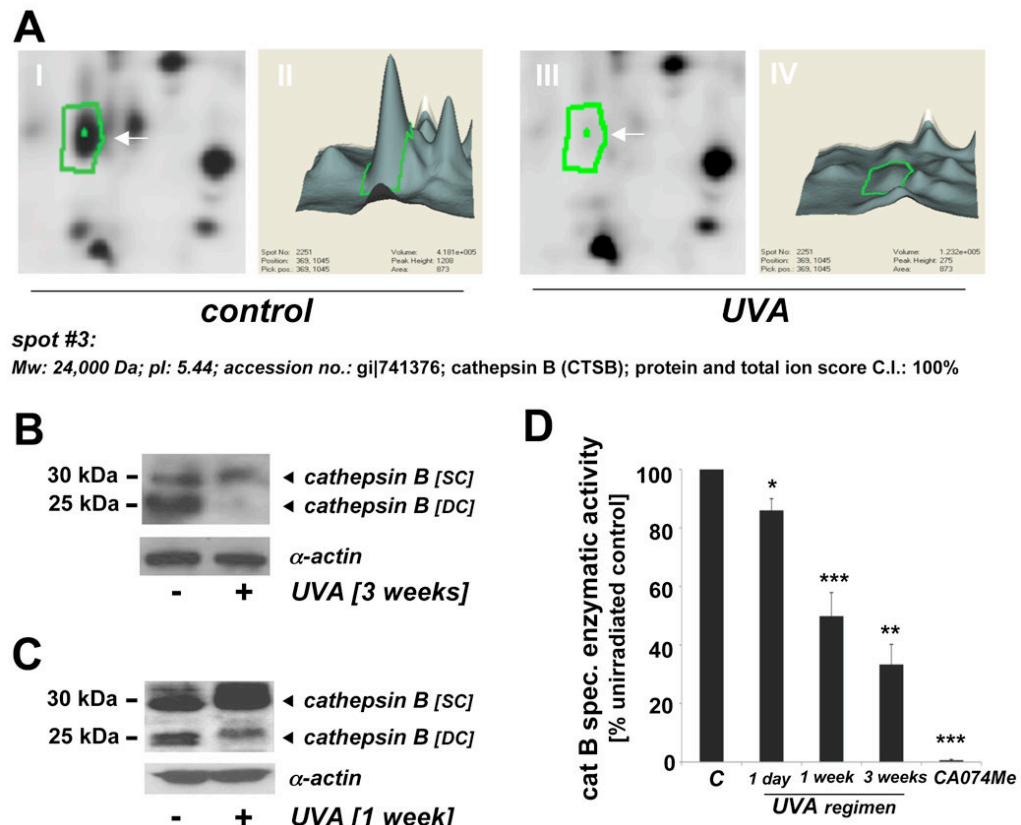 A
I
II
III
IV
Spot No: 2251 Volume: 4.181e+005
Position: 369, 1045 Peak Height: 1208
Pick pos.: 369, 1045 Area: 873
Spot No: 2251 Volume: 1.232e+005
Position: 369, 1045 Peak Height: 275
Pick pos.: 369, 1045 Area: 873
control
UVA
spot #3:
Mw: 24,000 Da; pI: 5.44; accession no.: gi|741376; cathepsin B (CTSB); protein and total ion score C.I.: 100%
B
30 kDa
cathepsin B [SC]
25 kDa
cathepsin B [DC]
α-actin
- + UVA [3 weeks]
C
30 kDa
cathepsin B [SC]
25 kDa
cathepsin B [DC]
α-actin
- + UVA [1 week]
D
cat B spec. enzymatic activity
[% unirradiated control]
100
80
60
40
20
0
*
***
**
***
C 1 day 1 week 3 weeks CA074Me
UVA regimen